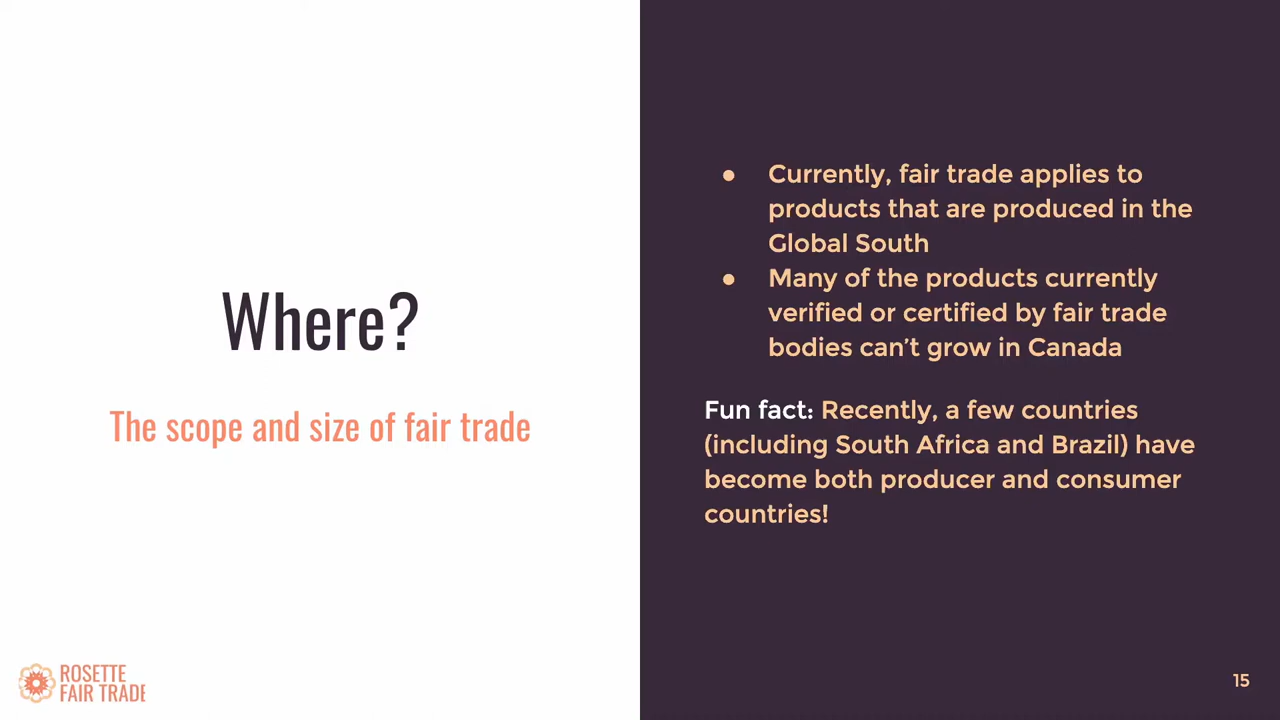 Where?
The scope and size of fair trade
● Currently, fair trade applies to
products that are produced in the
Global South
● Many of the products currently
verified or certified by fair trade
bodies can’t grow in Canada
Fun fact: Recently, a few countries
(including South Africa and Brazil) have
become both producer and consumer
countries!
ROSETTE
FAIR TRADE
15